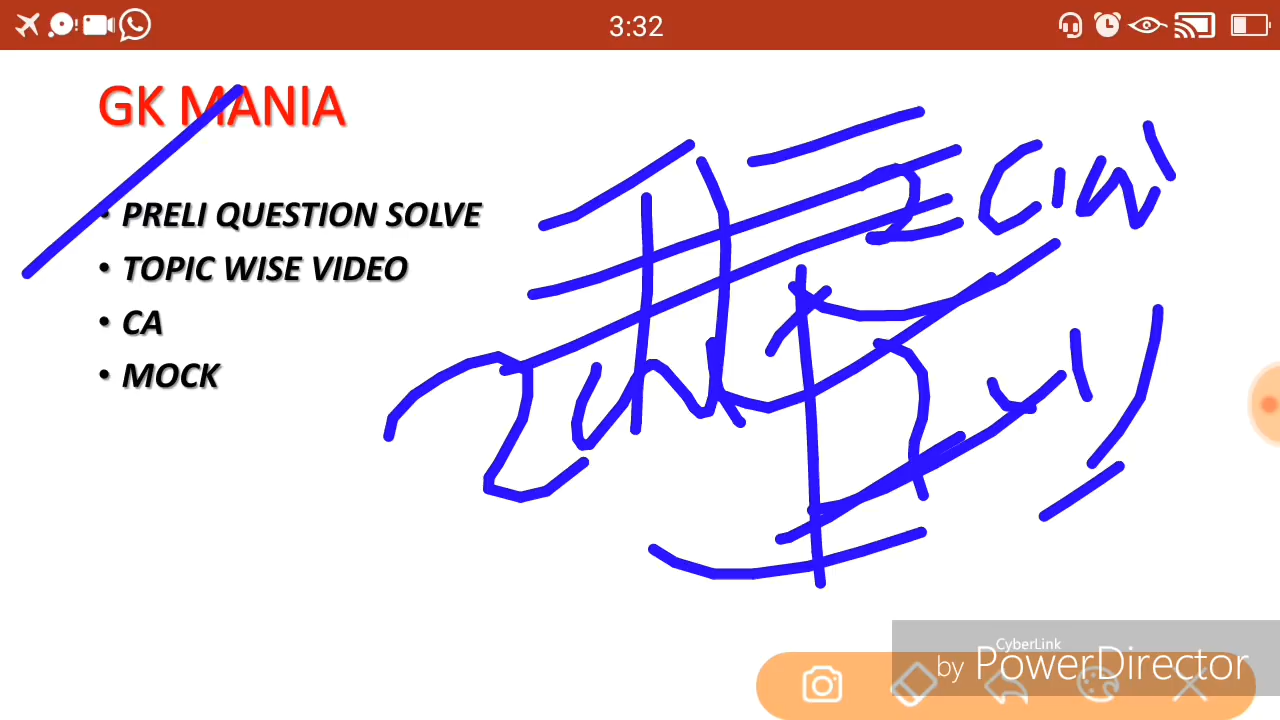 3:32
GK MANIA
• PRELI QUESTION SOLVE
• TOPIC WISE VIDEO
• CA
• MOCK
CyberLink
by PowerDirector